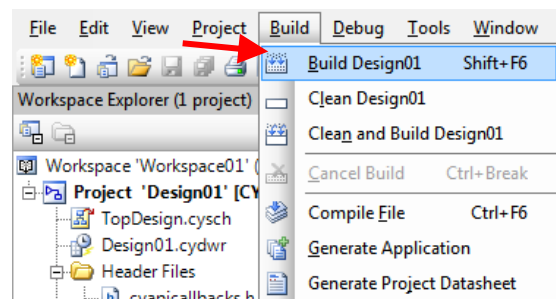 File Edit View Project Build Debug Tools Window
Build Design01 Shift+F6
Workspace Explorer (1 project)
Clean Design01
Clean and Build Design01
Workspace 'Workspace01' (
Cancel Build Ctrl+Break
Project 'Design01' [CY
TopDesign.cysch
Compile File Ctrl+F6
Design01.cydwr
Generate Application
Header Files
Generate Project Datasheet
cyapicallbacks.h